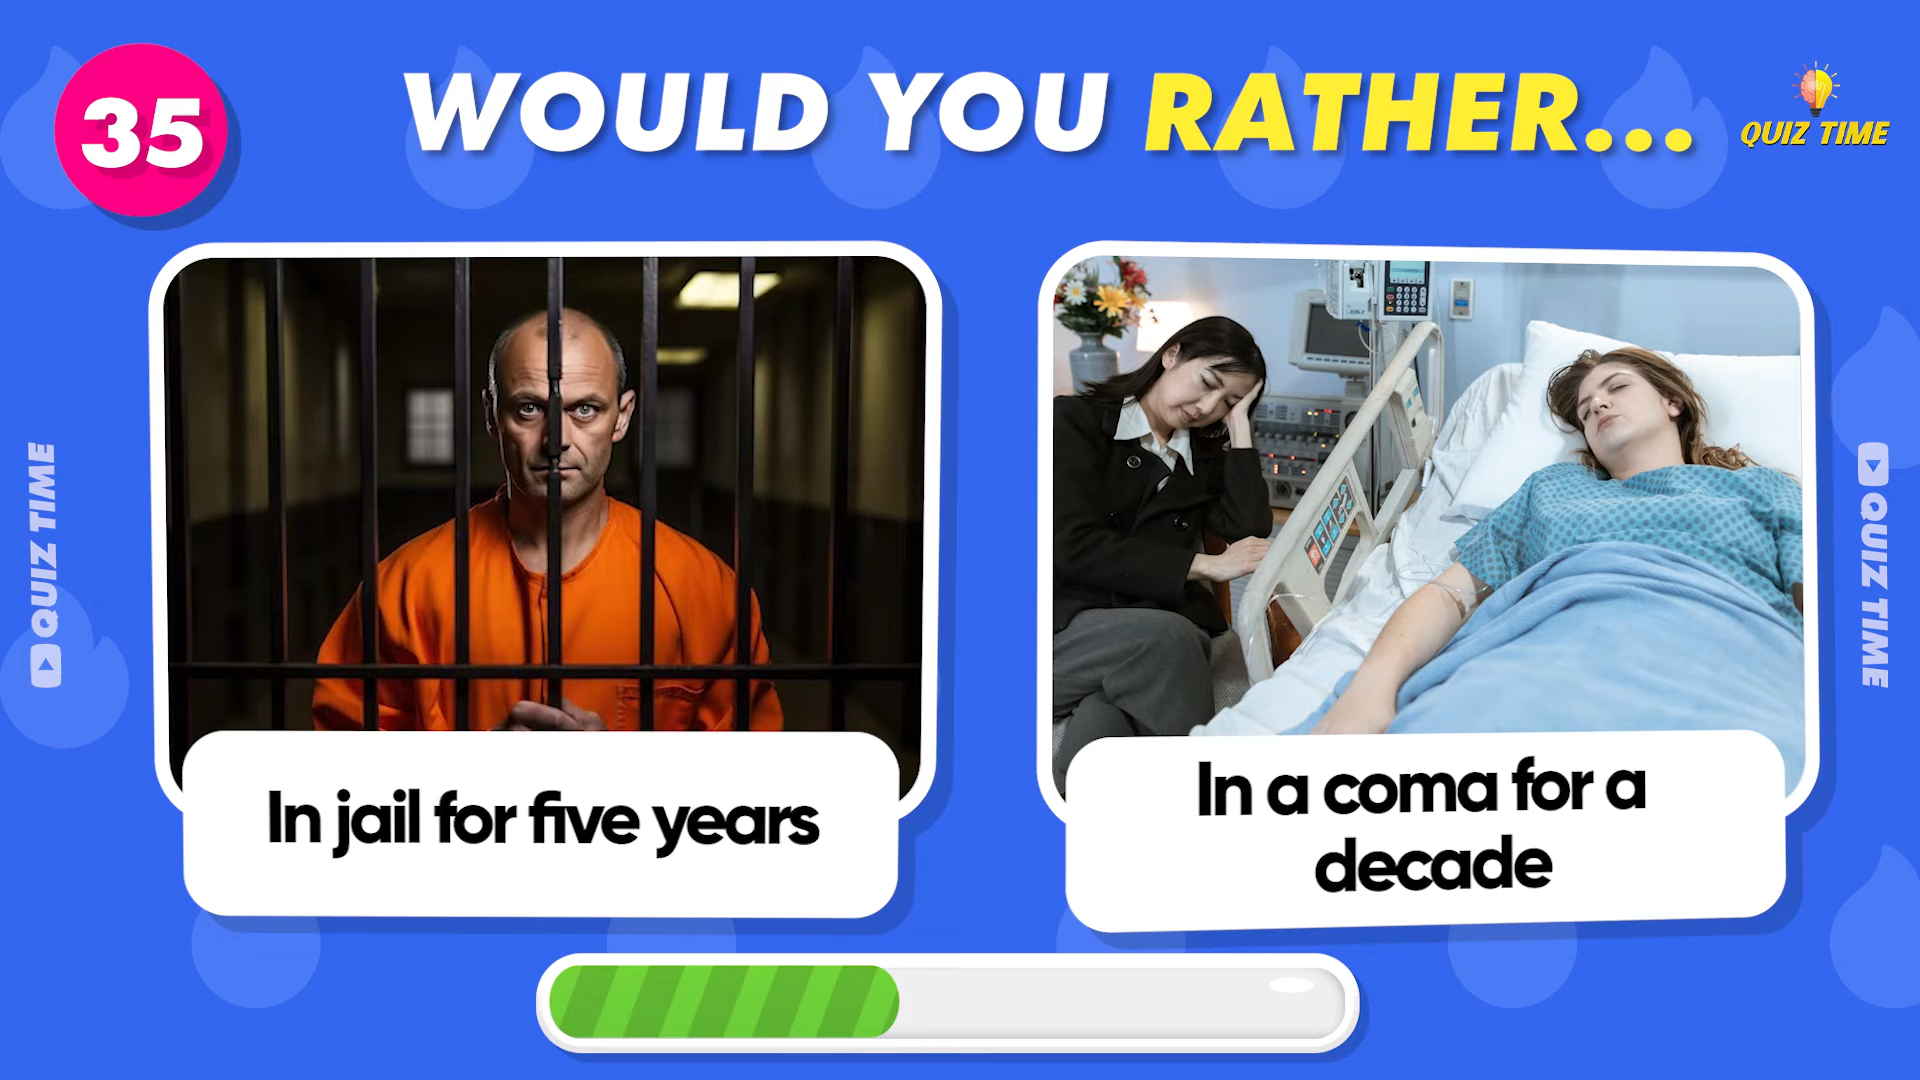 35
WOULD YOU RATHER...
QUIZ TIME
QUIZ TIME
QUIZ TIME
In jail for five years
In a coma for a
decade